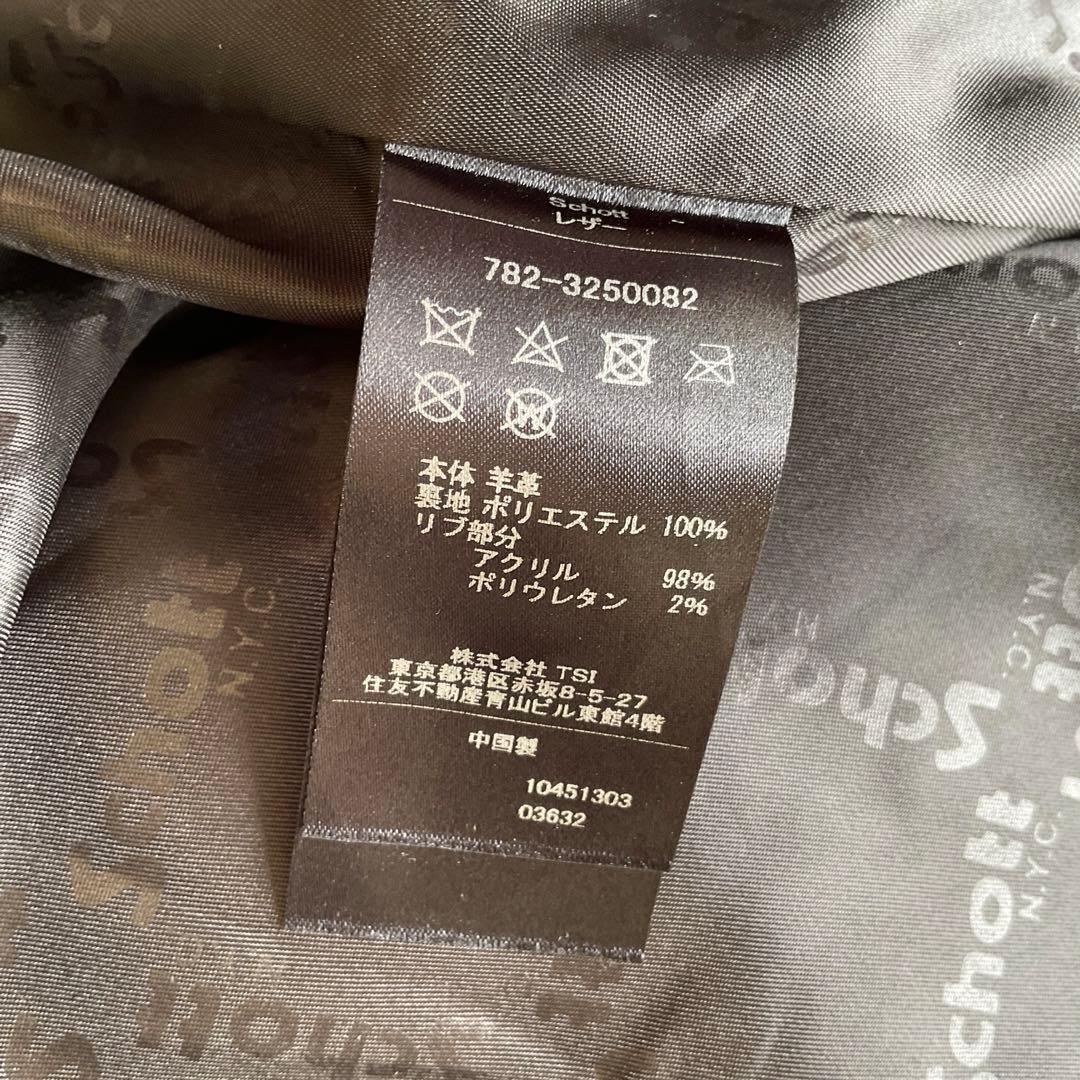 Schott
レザー -
782-3250082
W
本体 羊革
裏地 ポリエステル 100%
リブ部分
アクリル 98%
ポリウレタン 2%
株式会社 TSI
東京都港区赤坂8-5-27
住友不動産青山ビル東館4階
中国製
10451303
03632
Schott
N.Y.C.
Schott
N.Y.C.
Schott
N.Y.C.
Schott